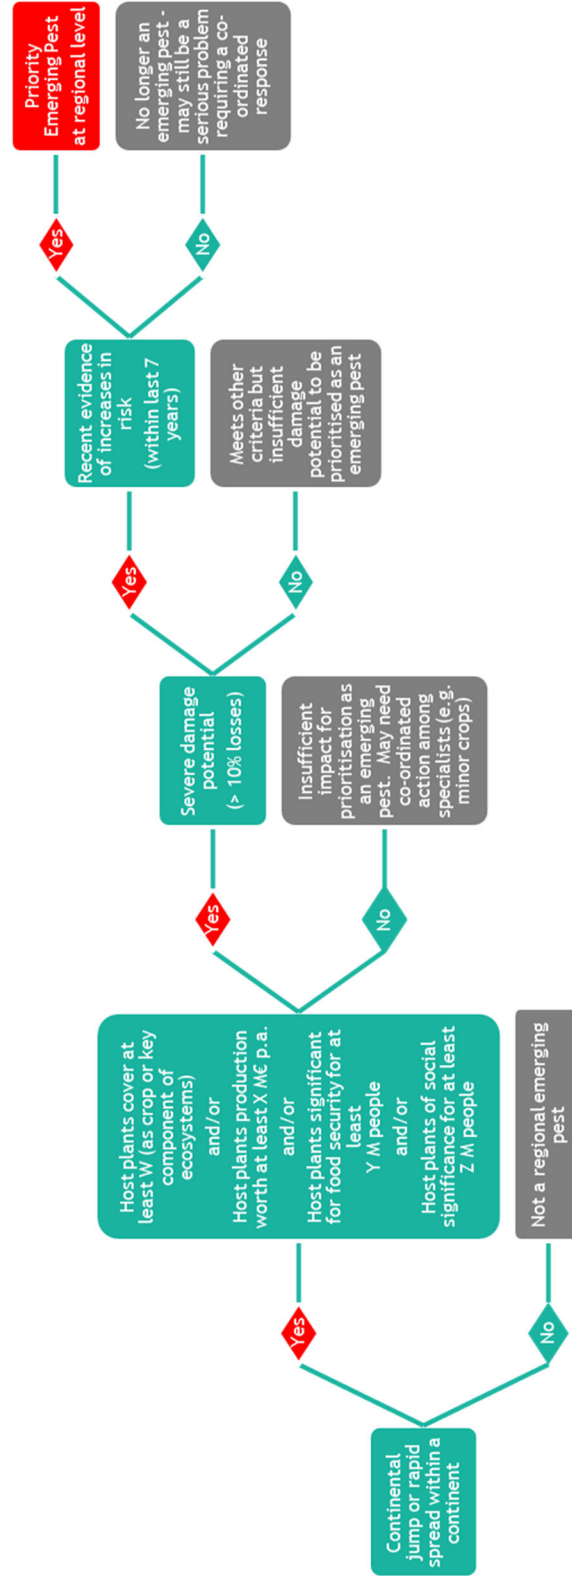 Continental
jump or rapid
spread within a
continent
Yes
No
Host plants cover at
least W (as crop or key
component of
ecosystems)
and/or
Host plants production
worth at least X M€ p.a.
and/or
Host plants significant
for food security for at
least
Y M people
and/or
Host plants of social
significance for at least
Z M people
Not a regional emerging
pest
Yes
No
Severe damage
potential
(> 10% losses)
Insufficient
impact for
prioritisation as
an emerging
pest. May need
co-ordinated
action among
specialists (e.g.
minor crops)
Yes
No
Recent evidence
of increases in
risk
(within last 7
years)
Meets other
criteria but
insufficient
damage
potential to be
prioritised as an
emerging pest
Yes
No
Priority
Emerging Pest
at regional level
No longer an
emerging pest -
may still be a
serious problem
requiring a co-
ordinated
response